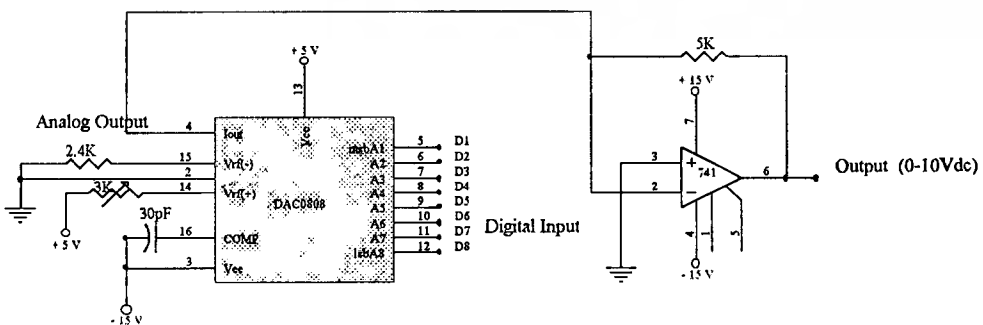 5K
+ 5 V
+ 15 V
13
7
Analog Output
4
Iout
Vcc
msbA1
5
D1
2.4K
15
Vrf(-)
A2
6
D2
2
A3
7
D3
3K
14
Vrf(+)
A4
8
D4
DAC0808
A5
9
D5
30pF
A6
10
D6
+ 5 V
16
COMP
A7
11
D7
Digital Input
3
Vee
lsbA8
12
D8
- 15 V
3
+
741
6
Output (0-10Vdc)
2
-
4
1
5
- 15 V